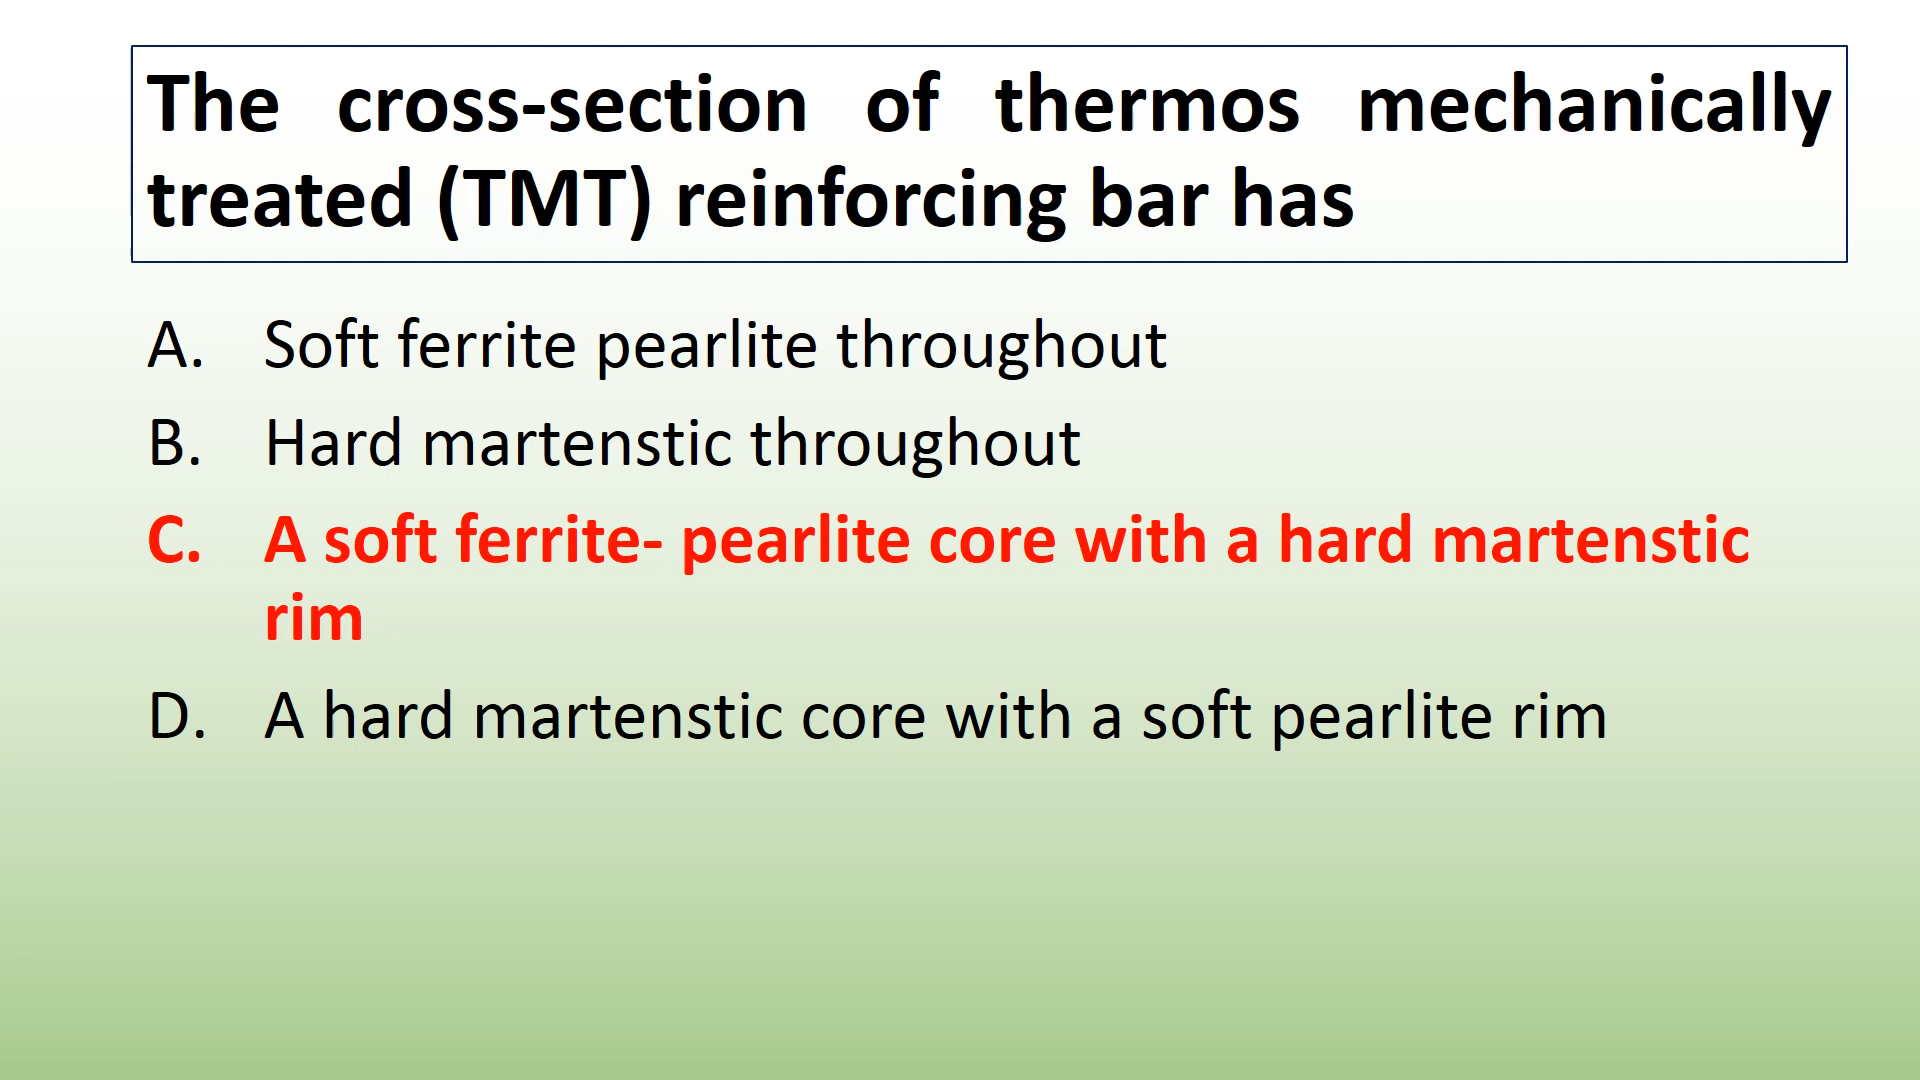 The cross-section of thermos mechanically
treated (TMT) reinforcing bar has
A. Soft ferrite pearlite throughout
B. Hard martenstic throughout
C. A soft ferrite- pearlite core with a hard martenstic
rim
D. A hard martenstic core with a soft pearlite rim